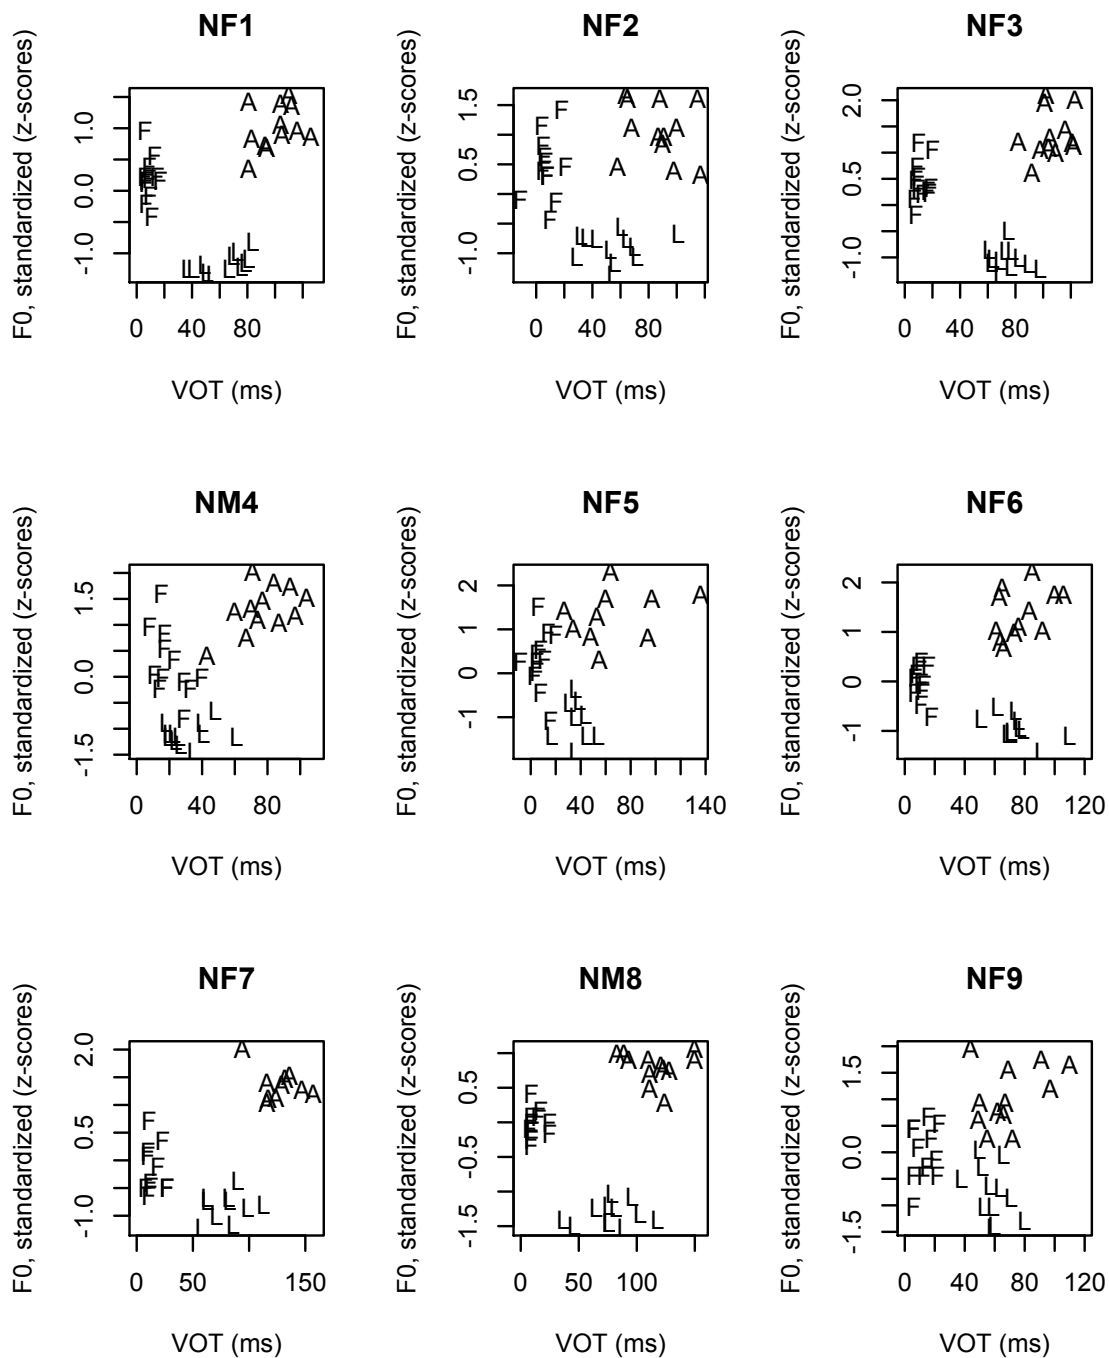 NF1
F0, standardized (z-scores)
1.0
0.0
-1.0
0 40 80
VOT (ms)
NF2
F0, standardized (z-scores)
1.5
0.5
-1.0
0 40 80
VOT (ms)
NF3
F0, standardized (z-scores)
2.0
0.5
-1.0
0 40 80
VOT (ms)
NM4
F0, standardized (z-scores)
1.5
0.0
-1.5
0 40 80
VOT (ms)
NF5
F0, standardized (z-scores)
2
1
0
-1
0 40 80 140
VOT (ms)
NF6
F0, standardized (z-scores)
2
1
0
-1
0 40 80 120
VOT (ms)
NF7
F0, standardized (z-scores)
2.0
0.5
-1.0
0 50 150
VOT (ms)
NM8
F0, standardized (z-scores)
0.5
-0.5
-1.5
0 50 100
VOT (ms)
NF9
F0, standardized (z-scores)
1.5
0.0
-1.5
0 40 80 120
VOT (ms)